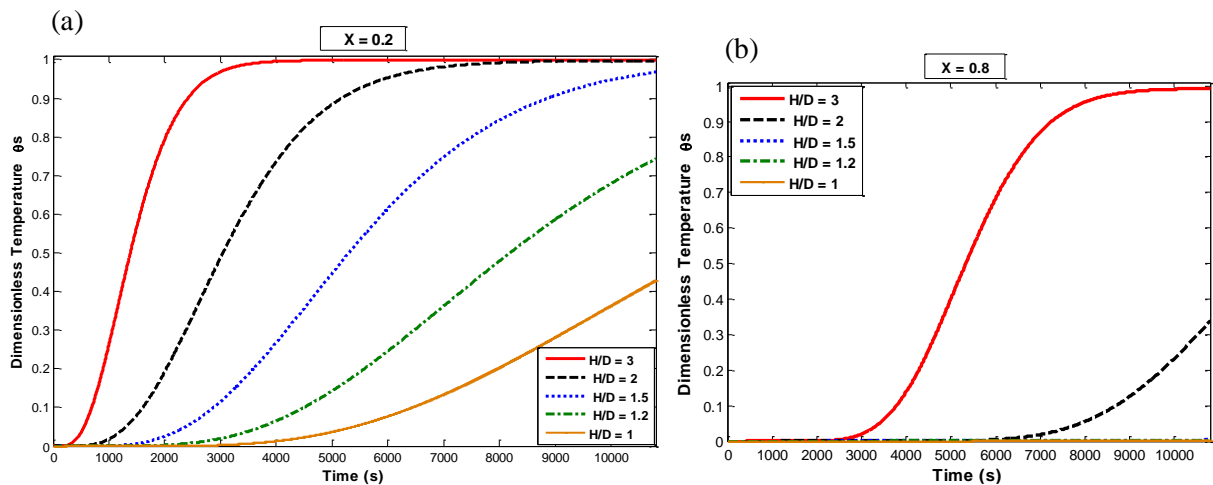 (a)
X = 0.2
Dimensionless Temperature θs
1
0.9
0.8
0.7
0.6
0.5
0.4
0.3
0.2
0.1
0
0 1000 2000 3000 4000 5000 6000 7000 8000 9000 10000
Time (s)
H/D = 3
H/D = 2
H/D = 1.5
H/D = 1.2
H/D = 1
(b)
X = 0.8
Dimensionless Temperature θs
1
0.9
0.8
0.7
0.6
0.5
0.4
0.3
0.2
0.1
0
0 1000 2000 3000 4000 5000 6000 7000 8000 9000 10000
Time (s)
H/D = 3
H/D = 2
H/D = 1.5
H/D = 1.2
H/D = 1